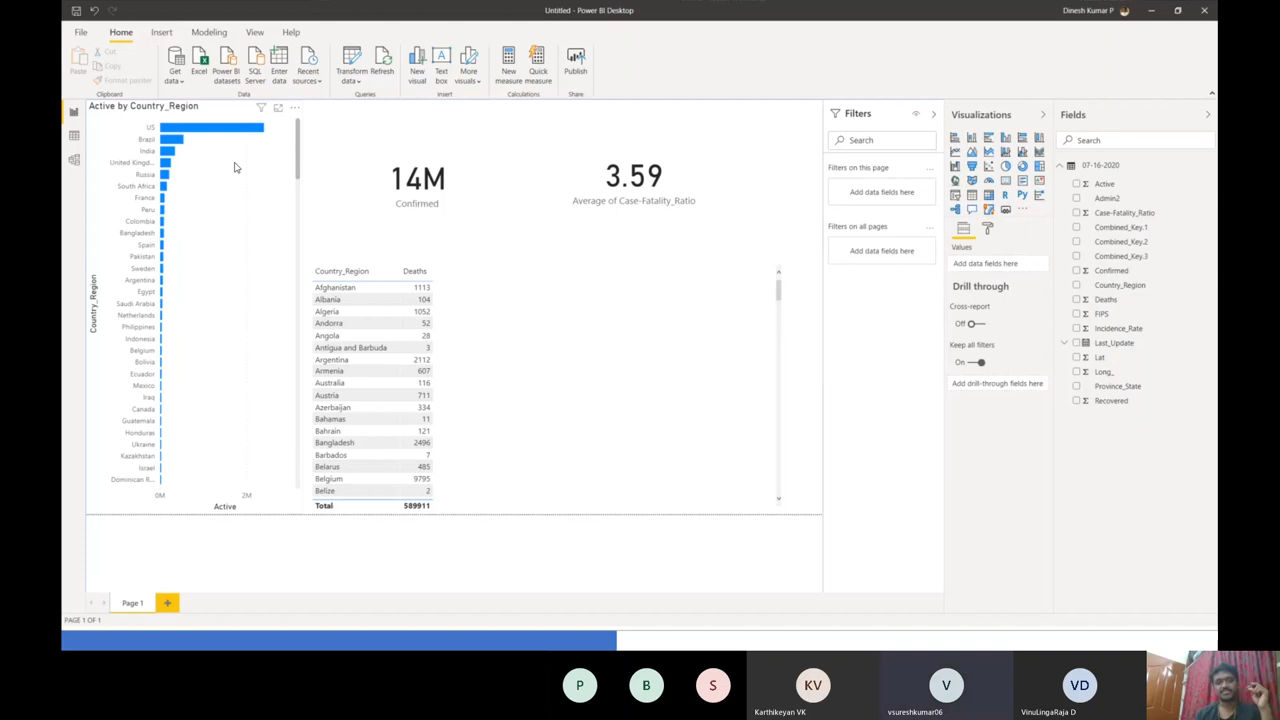 Untitled - Power BI Desktop
Dinesh Kumar P
File Home Insert Modeling View Help
Paste
Cut
Copy
Format painter
Get data
Excel
Power BI datasets
SQL Server
Enter data
Recent sources
Transform data
Refresh
New visual
Text box
More visuals
New measure
Quick measure
Publish
Clipboard Data Queries Insert Calculations Share
Active by Country_Region
US
Brazil
India
United Kingd...
Russia
South Africa
France
Peru
Colombia
Bangladesh
Spain
Pakistan
Sweden
Argentina
Egypt
Saudi Arabia
Netherlands
Philippines
Indonesia
Belgium
Bolivia
Ecuador
Mexico
Iraq
Canada
Guatemala
Honduras
Ukraine
Kazakhstan
Israel
Dominican R...
Country_Region
0M 2M
Active
14M
Confirmed
3.59
Average of Case-Fatality_Ratio
Country_Region Deaths
Afghanistan 1113
Albania 104
Algeria 1052
Andorra 52
Angola 28
Antigua and Barbuda 3
Argentina 2112
Armenia 607
Australia 116
Austria 711
Azerbaijan 334
Bahamas 11
Bahrain 121
Bangladesh 2496
Barbados 7
Belarus 485
Belgium 9795
Belize 2
Total 589911
Filters
Search
Filters on this page ...
Add data fields here
Filters on all pages ...
Add data fields here
Visualizations
R Py
Values
Add data fields here
Drill through
Cross-report
Off
Keep all filters
On
Add drill-through fields here
Fields
Search
07-16-2020
Σ Active
Admin2
Σ Case-Fatality_Ratio
Combined_Key.1
Combined_Key.2
Combined_Key.3
Σ Confirmed
Country_Region
Σ Deaths
Σ FIPS
Σ Incidence_Rate
Last_Update
Σ Lat
Σ Long_
Province_State
Σ Recovered
Page 1 +
PAGE 1 OF 1
P
B
S
KV
Karthikeyan VK
V
vsureshkumar06
VD
VinuLingaRaja D